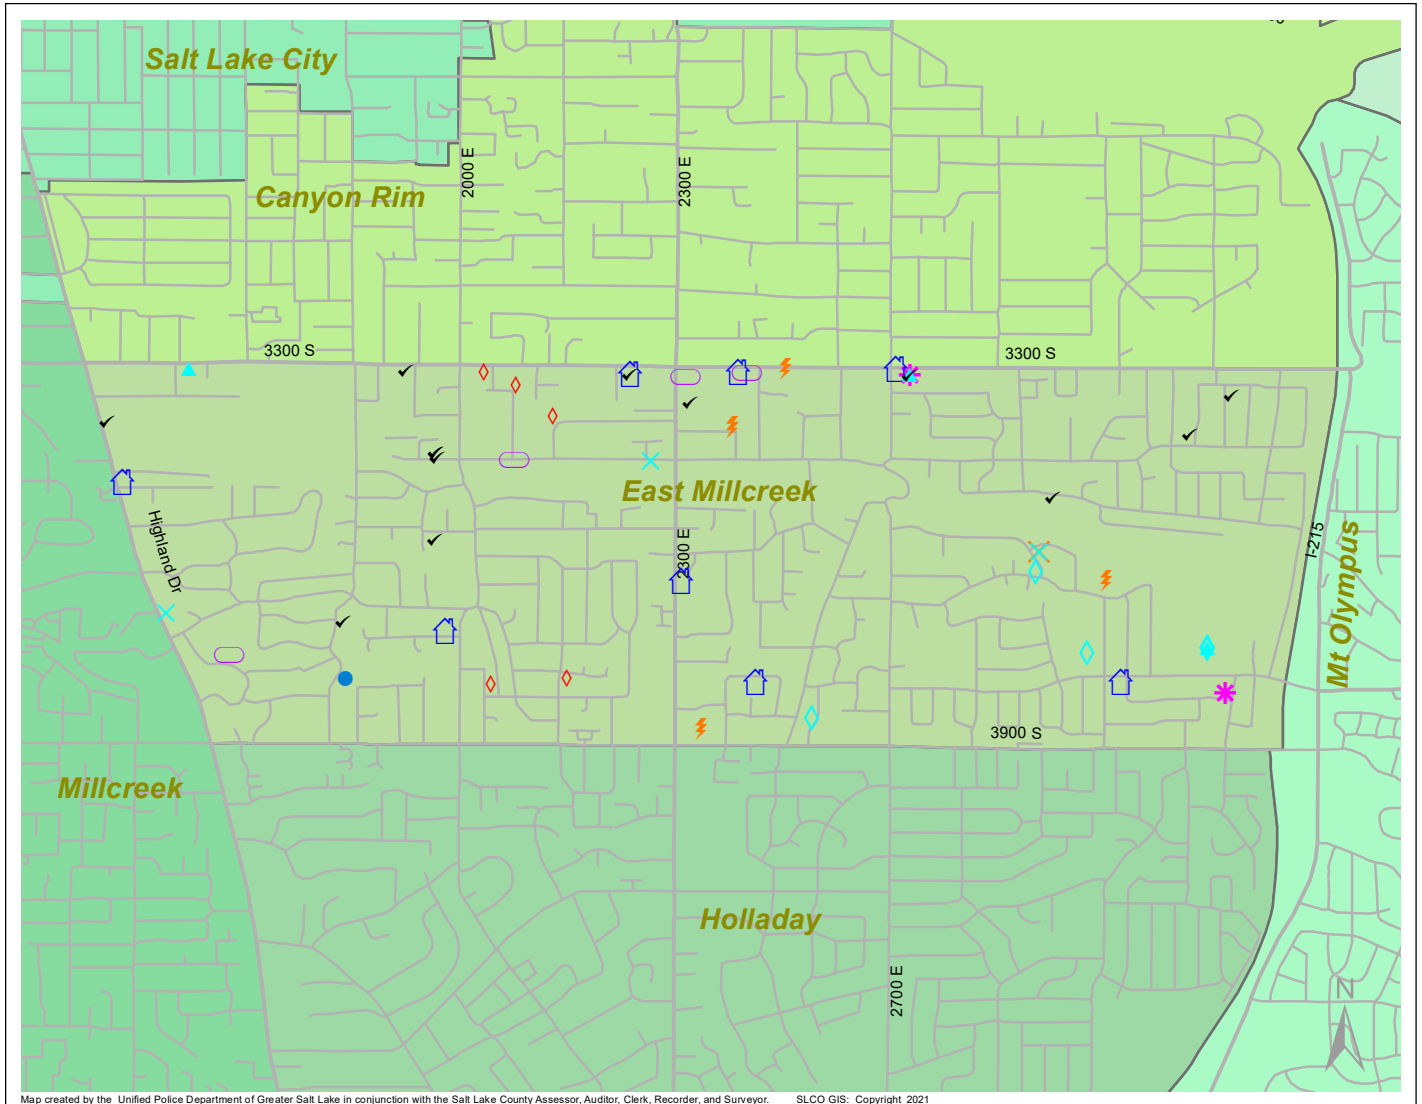 Salt Lake City
2000 E
2300 E
Canyon Rim
3300 S
3300 S
East Millcreek
Highland Dr
2300 E
I-215
Mt Olympus
3900 S
Millcreek
Holladay
2700 E
N
Map created by the Unified Police Department of Greater Salt Lake in conjunction with the Salt Lake County Assessor, Auditor, Clerk, Recorder, and Surveyor. SLCO GIS: Copyright 2021